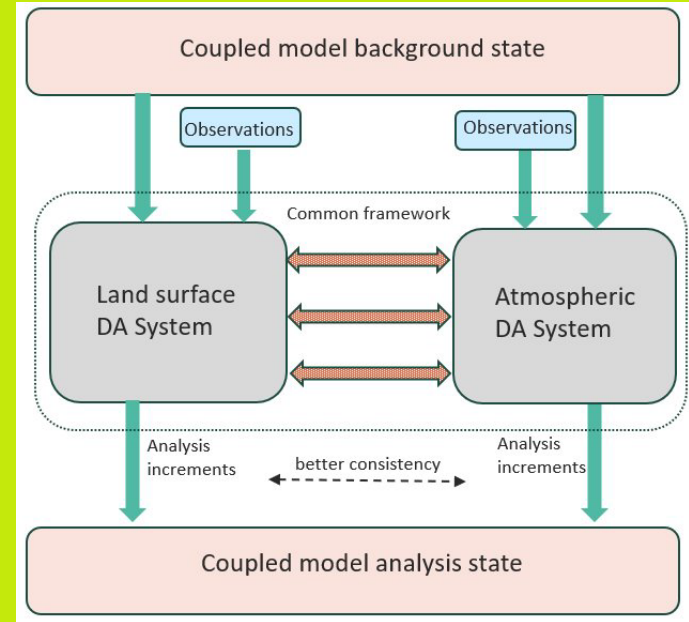 Coupled model background state
Observations
Observations
Common framework
Land surface
DA System
Atmospheric
DA System
Analysis
increments
better consistency
Analysis
increments
Coupled model analysis state